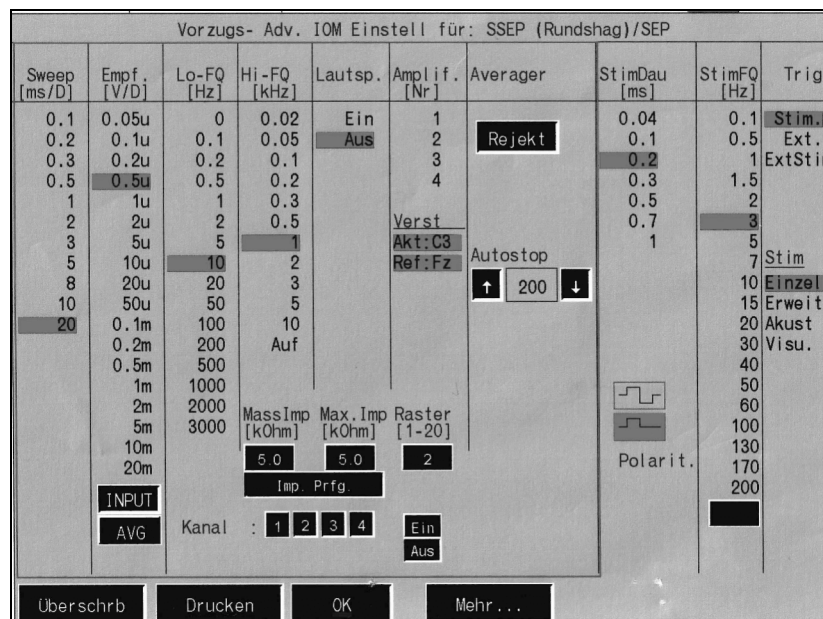 Vorzugs- Adv. IOM Einstell für: SSEP (Rundshag)/SEP
Sweep [ms/D]
0.1
0.2
0.3
0.5
1
2
3
5
8
10
20
Empf. [V/D]
0.05u
0.1u
0.2u
0.5u
1u
2u
5u
10u
20u
50u
0.1m
0.2m
0.5m
1m
2m
5m
10m
20m
INPUT
AVG
Lo-FQ [Hz]
0
0.1
0.2
0.5
1
2
5
10
20
50
100
200
500
1000
2000
3000
Hi-FQ [kHz]
0.02
0.05
0.1
0.2
0.3
0.5
1
2
3
5
10
Auf
Lautsp.
Ein
Aus
Amplif. [Nr]
1
2
3
4
Verst
Akt:C3
Ref:Fz
Averager
Rejekt
Autostop
↑ 200 ↓
MassImp [kOhm]
5.0
Max.Imp [kOhm]
5.0
Raster [1-20]
2
Imp. Prfg.
Kanal : 1 2 3 4
Ein
Aus
StimDau [ms]
0.04
0.1
0.2
0.3
0.5
0.7
1
Polarit.
StimFQ [Hz]
0.1
0.5
1
1.5
2
3
5
7
10
15
20
30
40
50
60
100
130
170
200
Trig
Stim.
Ext.
ExtSti
Stim
Einzel
Erweit
Akust
Visu.
Überschrb
Drucken
OK
Mehr...